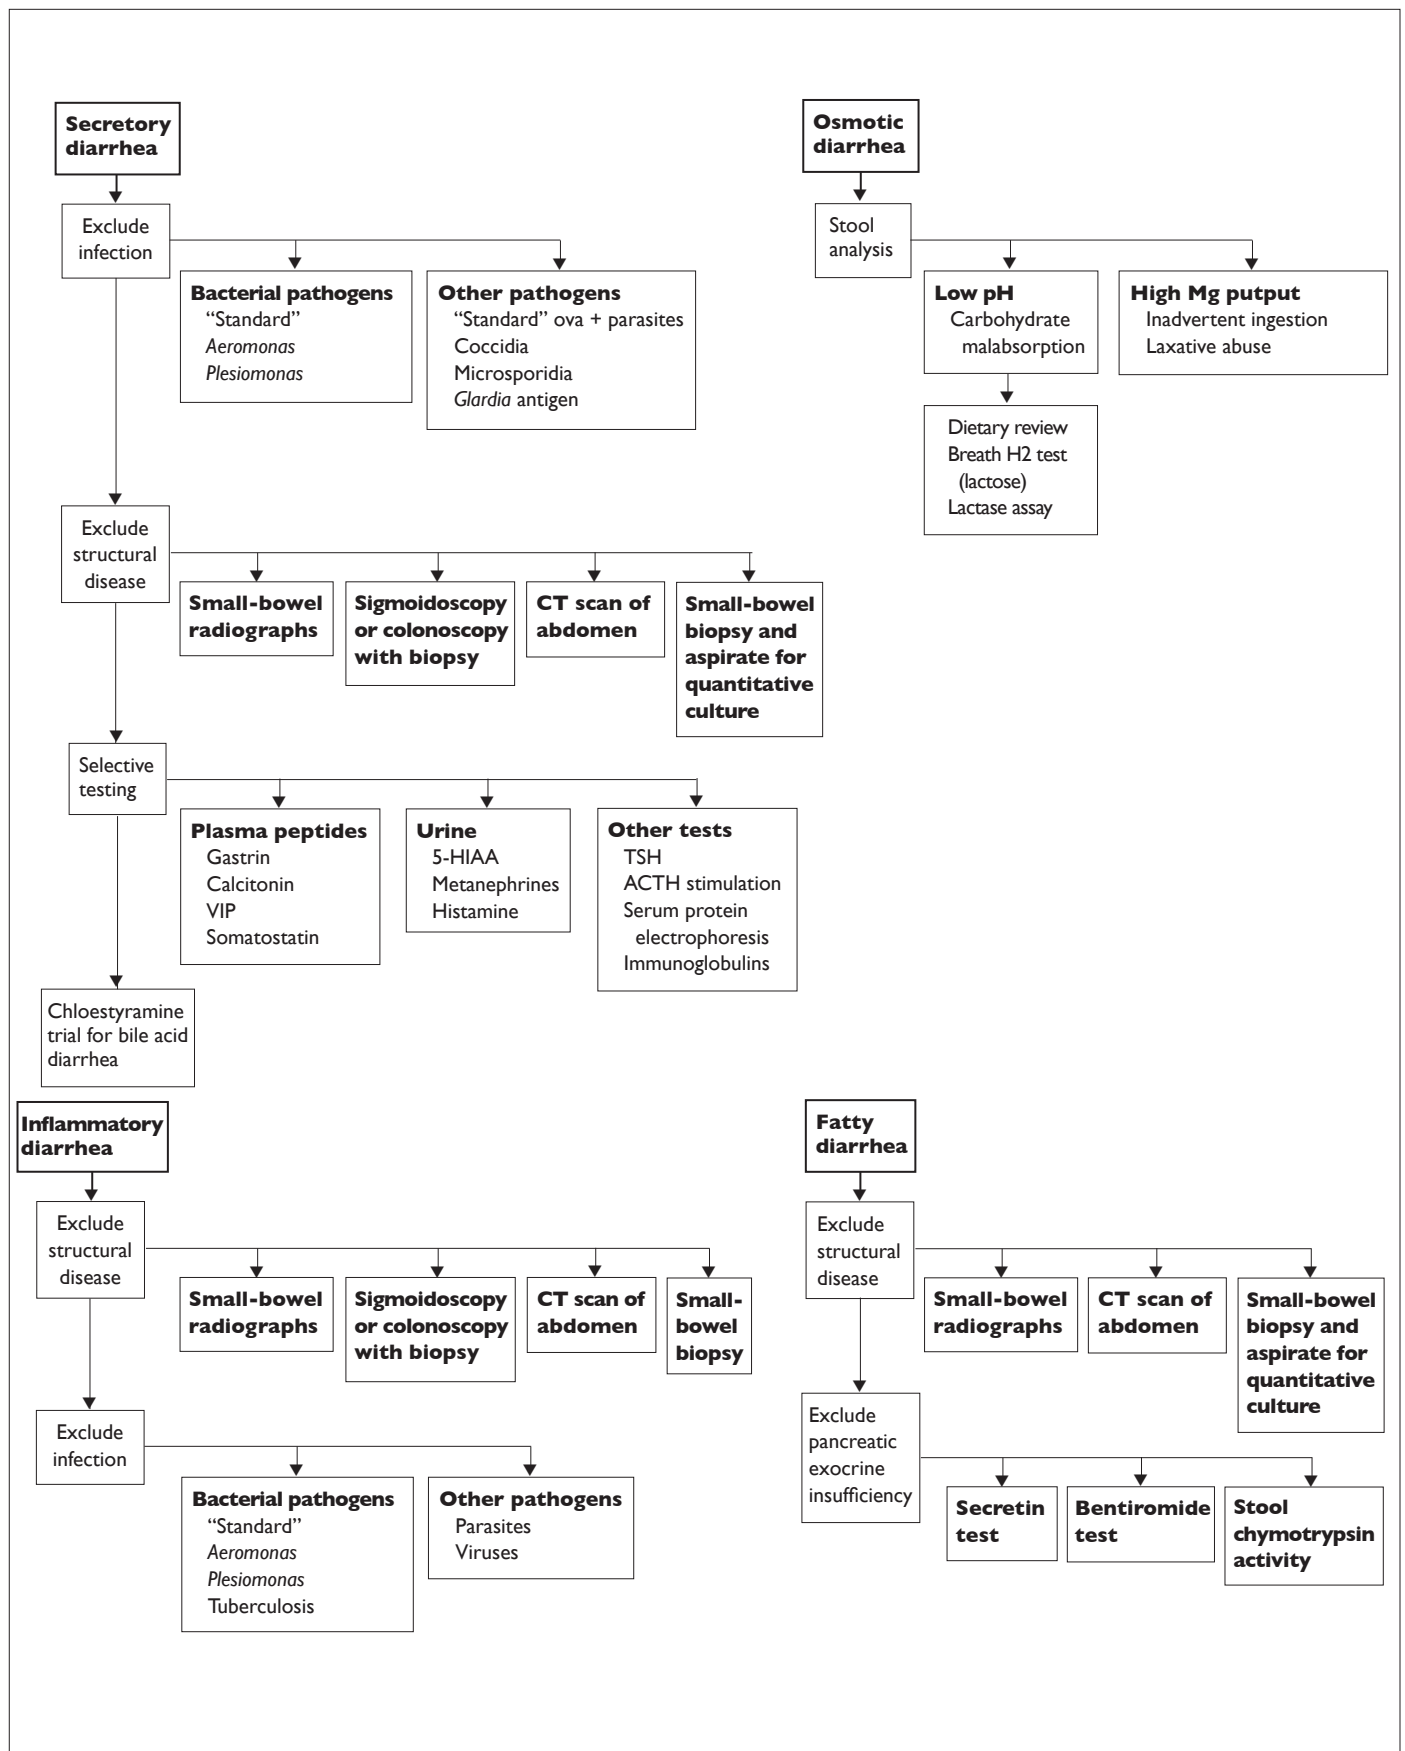 Secretory
diarrhea
Exclude
infection
Bacterial pathogens
“Standard”
Aeromonas
Plesiomonas
Other pathogens
“Standard” ova + parasites
Coccidia
Microsporidia
Glardia antigen
Exclude
structural
disease
Small-bowel
radiographs
Sigmoidoscopy
or colonoscopy
with biopsy
CT scan of
abdomen
Small-bowel
biopsy and
aspirate for
quantitative
culture
Selective
testing
Plasma peptides
Gastrin
Calcitonin
VIP
Somatostatin
Urine
5-HIAA
Metanephrines
Histamine
Other tests
TSH
ACTH stimulation
Serum protein
electrophoresis
Immunoglobulins
Chloestyramine
trial for bile acid
diarrhea
Osmotic
diarrhea
Stool
analysis
Low pH
Carbohydrate
malabsorption
High Mg putput
Inadvertent ingestion
Laxative abuse
Dietary review
Breath H2 test
(lactose)
Lactase assay
Inflammatory
diarrhea
Exclude
structural
disease
Small-bowel
radiographs
Sigmoidoscopy
or colonoscopy
with biopsy
CT scan of
abdomen
Small-
bowel
biopsy
Exclude
infection
Bacterial pathogens
“Standard”
Aeromonas
Plesiomonas
Tuberculosis
Other pathogens
Parasites
Viruses
Fatty
diarrhea
Exclude
structural
disease
Small-bowel
radiographs
CT scan of
abdomen
Small-bowel
biopsy and
aspirate for
quantitative
culture
Exclude
pancreatic
exocrine
insufficiency
Secretin
test
Bentiromide
test
Stool
chymotrypsin
activity